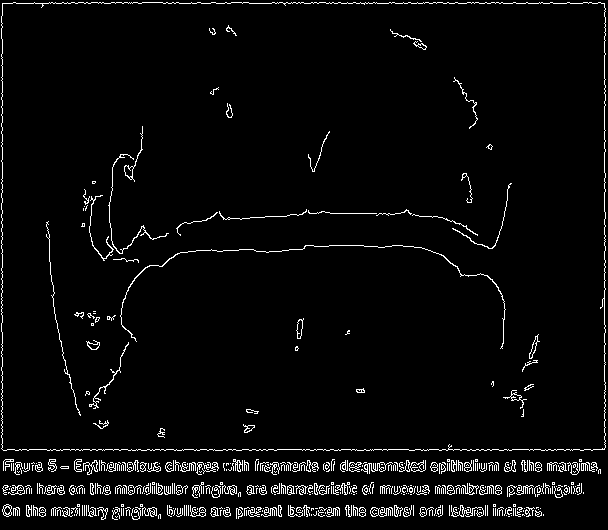 Figure 5 – Erythematous changes with fragments of desquamated epithelium at the margins,
seen here on the mandibular gingiva, are characteristic of mucous membrane pemphigoid.
On the maxillary gingiva, bullae are present between the central and lateral incisors.